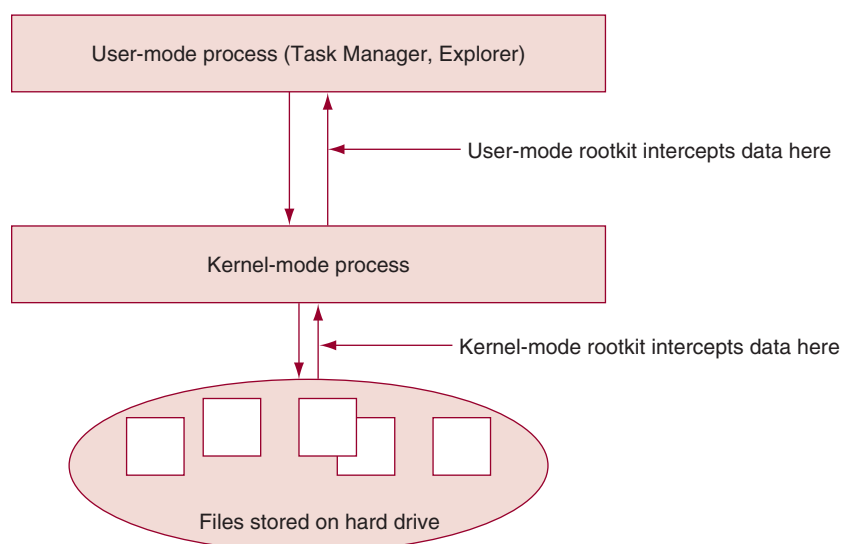 User-mode process (Task Manager, Explorer)
User-mode rootkit intercepts data here
Kernel-mode process
Kernel-mode rootkit intercepts data here
Files stored on hard drive